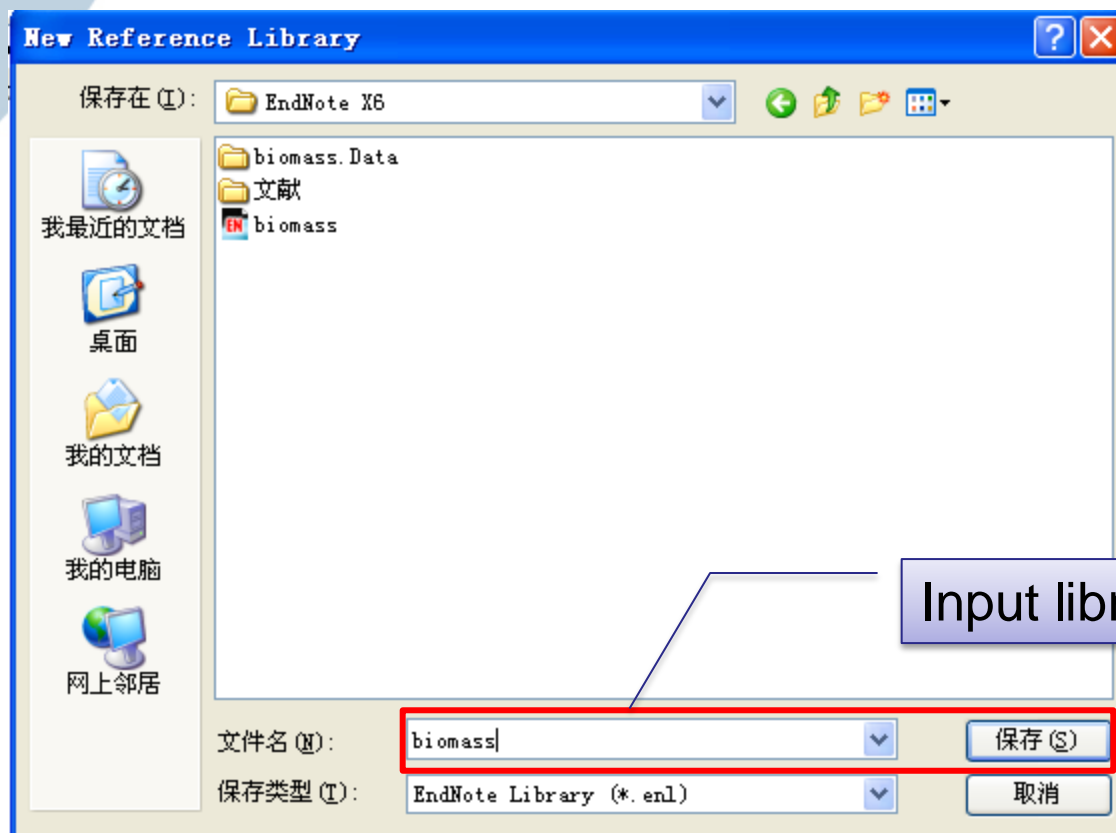 New Reference Library
保存在(I):
EndNote X6
biomass.Data
文献
EN biomass
我最近的文档
桌面
我的文档
我的电脑
网上邻居
Input libr
文件名(N):
biomass
保存(S)
保存类型(T):
EndNote Library (*.enl)
取消